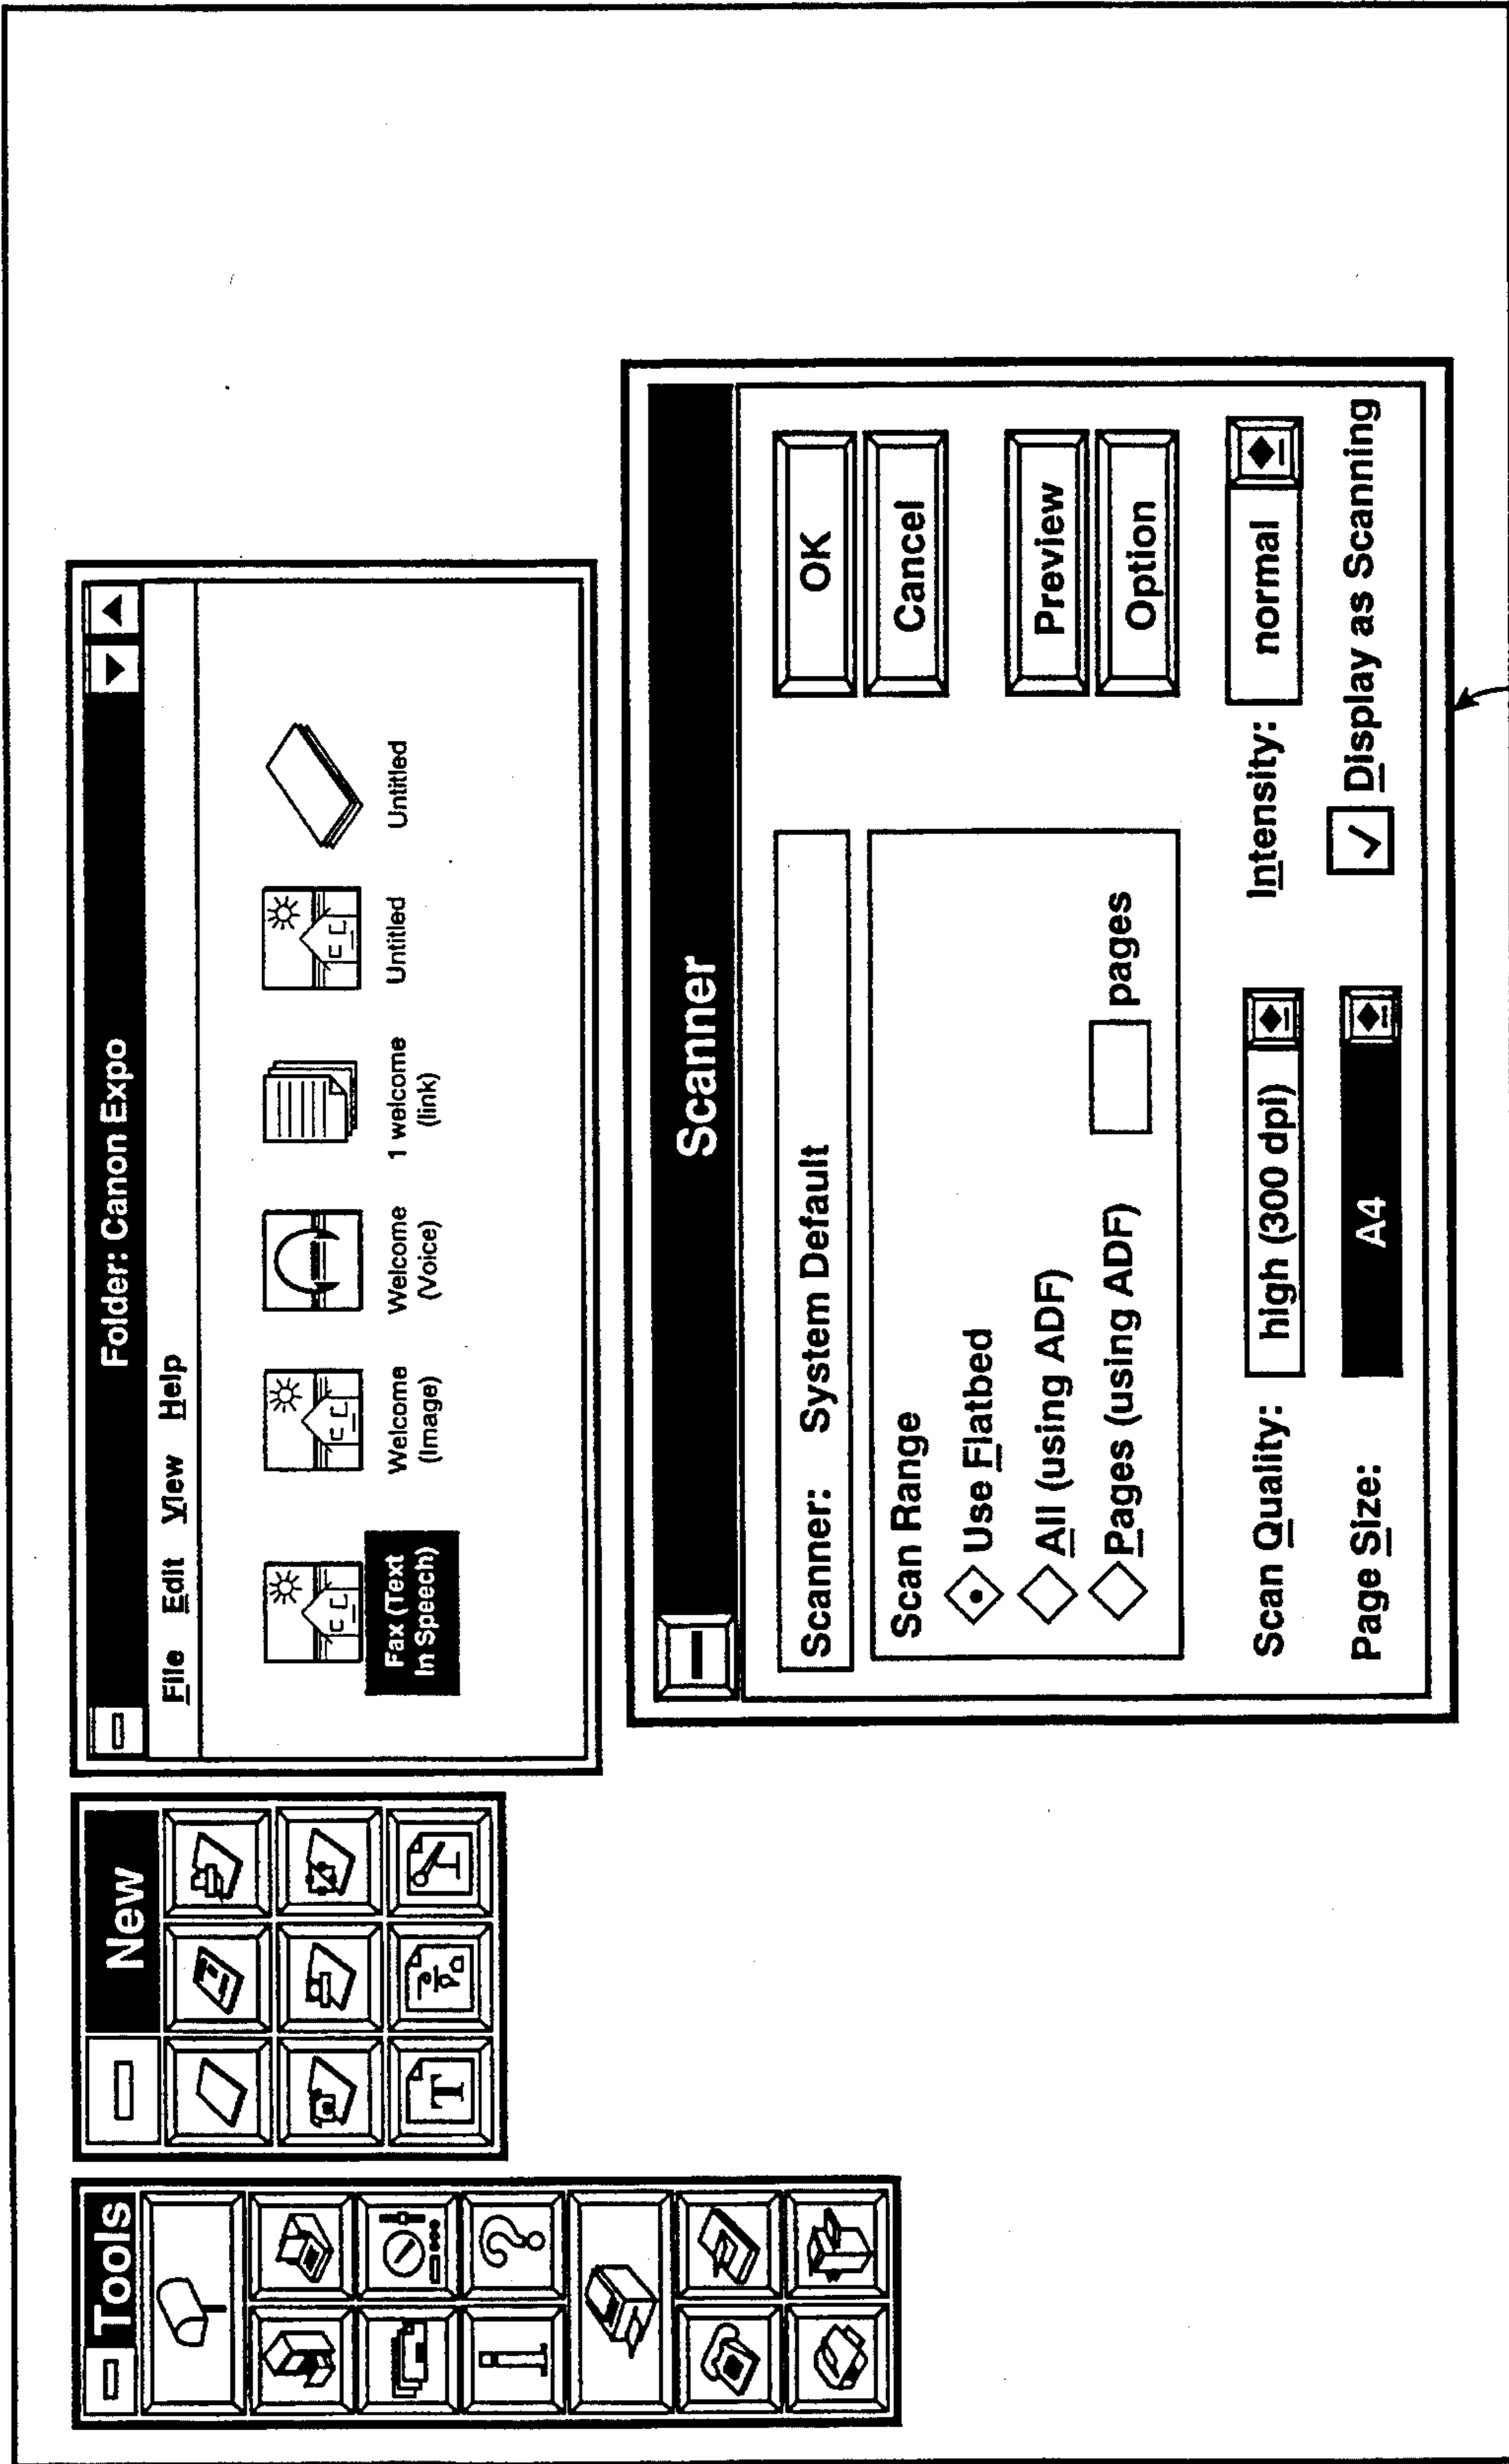 Tools
New
T
Folder: Canon Expo
File Edit View Help
Fax (Text
In Speech)
Welcome
(Image)
Welcome
(Voice)
1 welcome
(link)
Untitled
Untitled
Scanner
Scanner: System Default
OK
Cancel
Scan Range
Use Flatbed
All (using ADF)
Pages (using ADF) pages
Preview
Option
Scan Quality: high (300 dpi) Intensity: normal
Page Size: A4 Display as Scanning